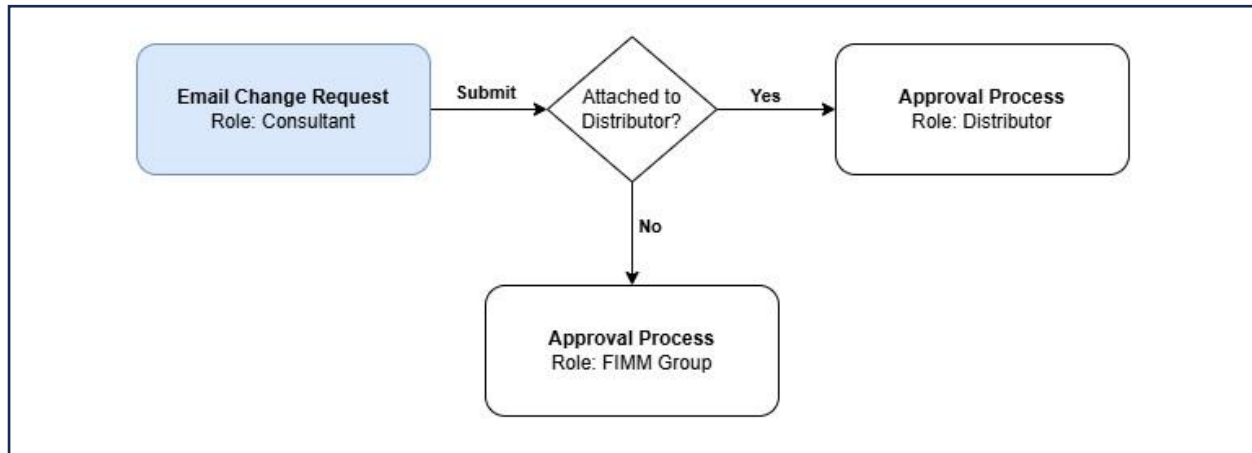 Email Change Request
Role: Consultant
Submit
Attached to
Distributor?
Yes
Approval Process
Role: Distributor
No
Approval Process
Role: FIMM Group